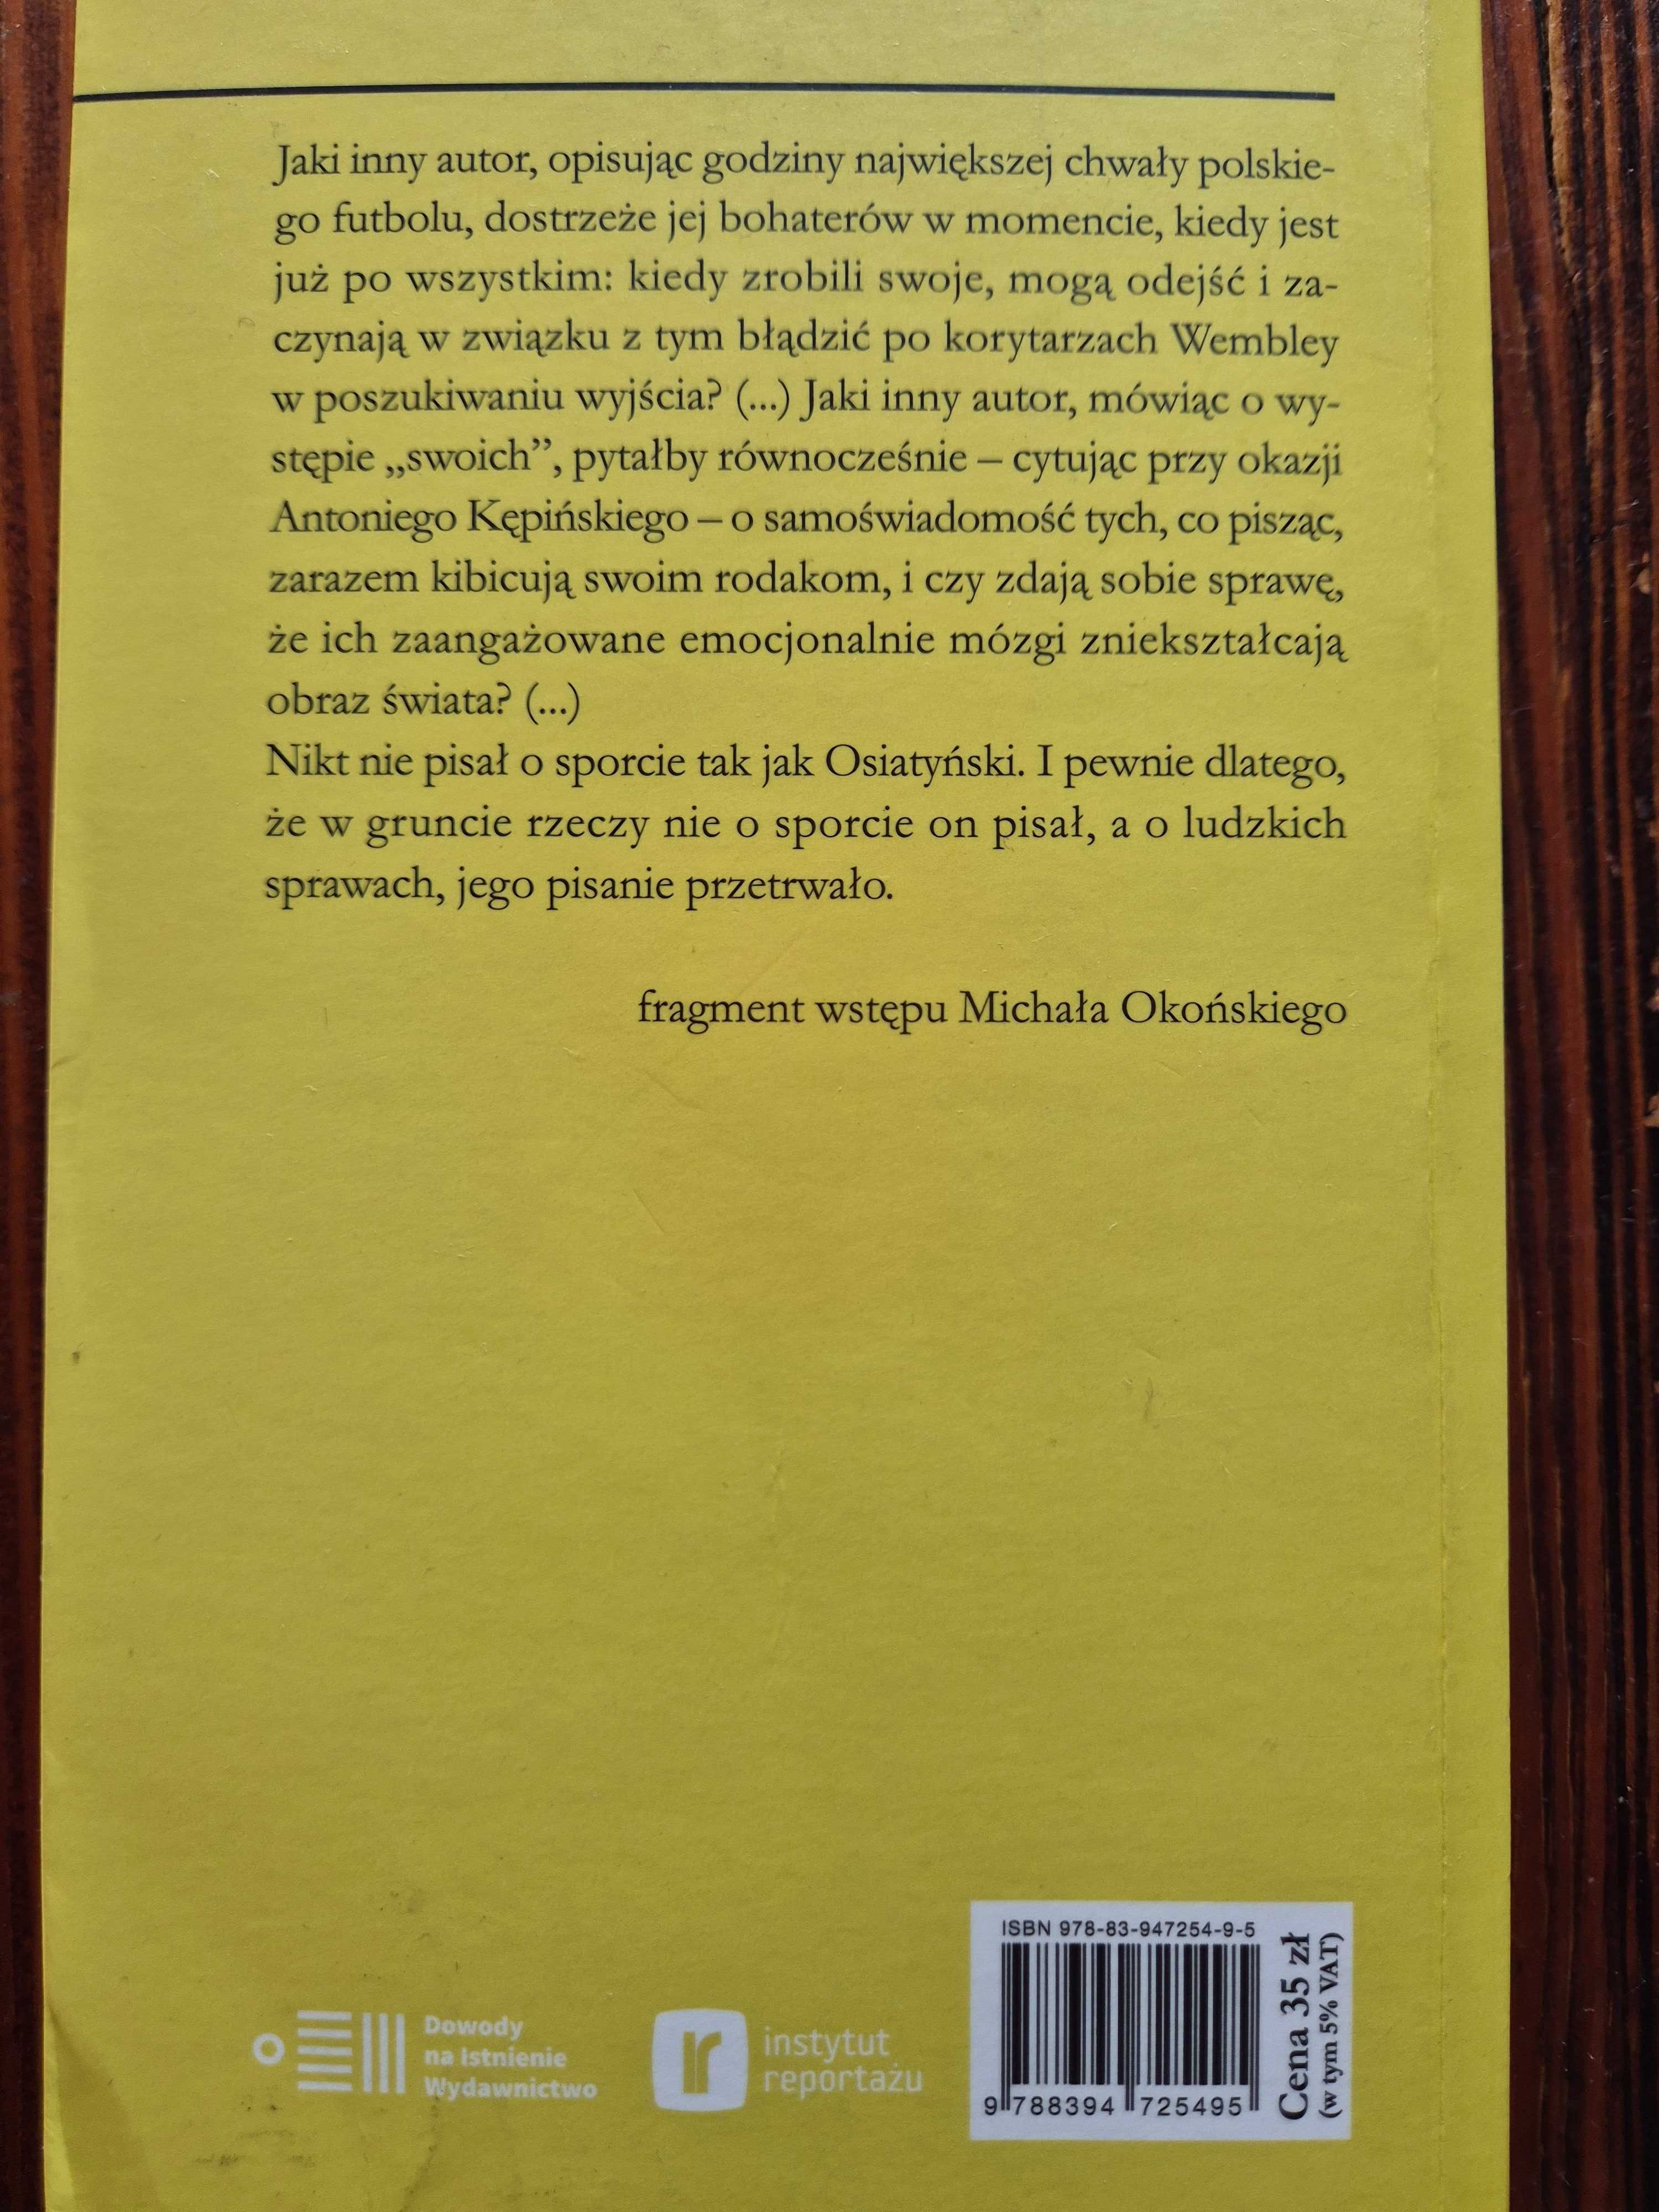 Jaki inny autor, opisując godziny największej chwały polskie-
go futbolu, dostrzeże jej bohaterów w momencie, kiedy jest
już po wszystkim: kiedy zrobili swoje, mogą odejść i za-
czynają w związku z tym błądzić po korytarzach Wembley
w poszukiwaniu wyjścia? (...) Jaki inny autor, mówiąc o wy-
stępie „swoich”, pytałby równocześnie – cytując przy okazji
Antoniego Kępińskiego – o samoświadomość tych, co pisząc,
zarazem kibicują swoim rodakom, i czy zdają sobie sprawę,
że ich zaangażowane emocjonalnie mózgi zniekształcają
obraz świata? (...)
Nikt nie pisał o sporcie tak jak Osiatyński. I pewnie dlatego,
że w gruncie rzeczy nie o sporcie on pisał, a o ludzkich
sprawach, jego pisanie przetrwało.
fragment wstępu Michała Okońskiego
Dowody
na Istnienie
Wydawnictwo
r
instytut
reportażu
ISBN 978-83-947254-9-5
9 788394 725495
Cena 35 zł
(w tym 5% VAT)